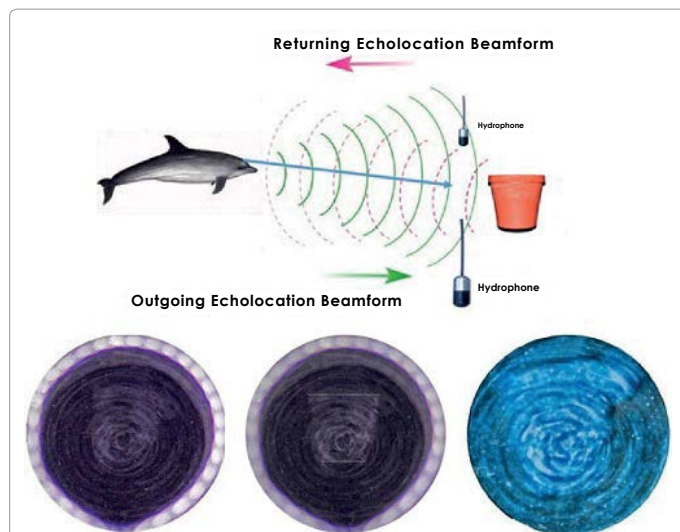 Returning Echolocation Beamform
Hydrophone
Hydrophone
Outgoing Echolocation Beamform